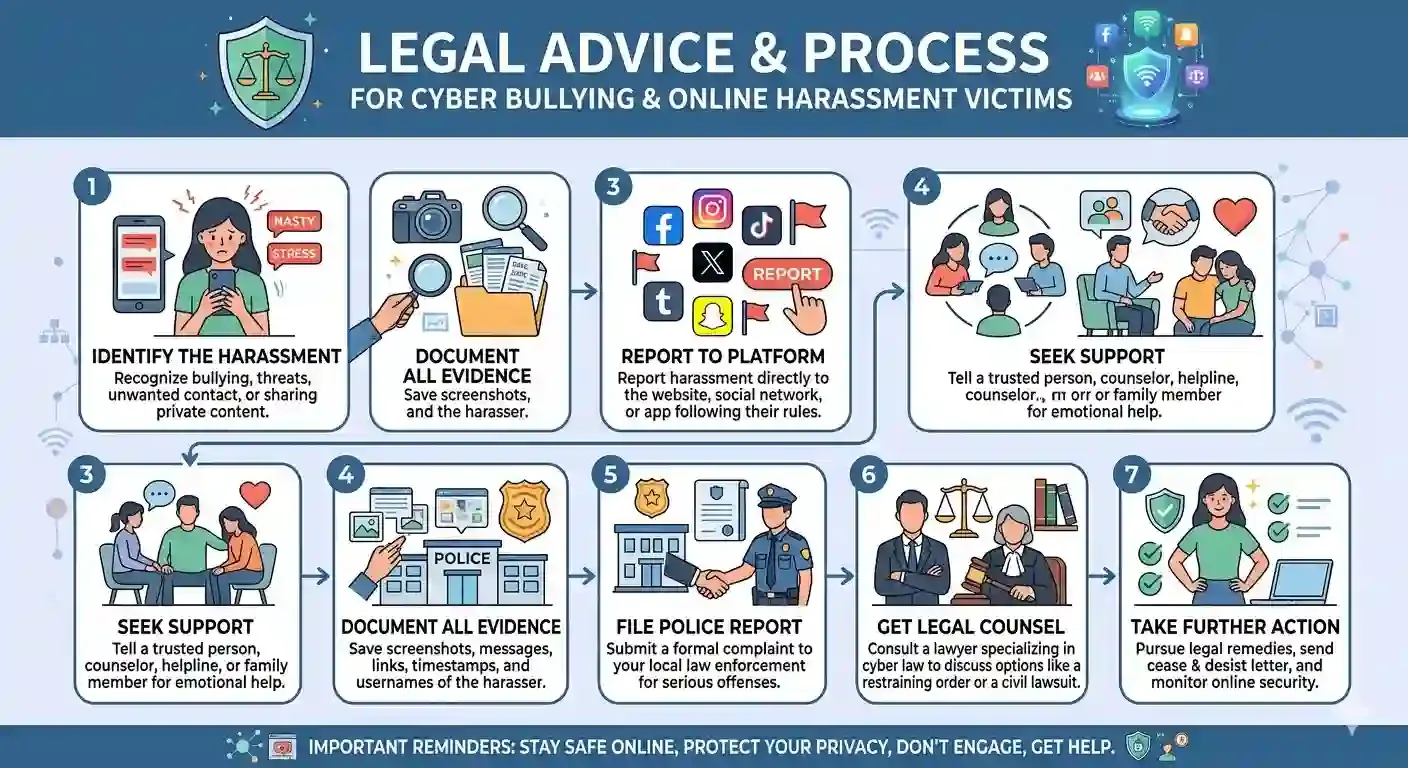 LEGAL ADVICE & PROCESS
FOR CYBER BULLYING & ONLINE HARASSMENT VICTIMS
1
NASTY
STRESS
IDENTIFY THE HARASSMENT
Recognize bullying, threats,
unwanted contact, or sharing
private content.
DOCUMENT
ALL EVIDENCE
Save screenshots,
and the harasser.
3
REPORT
REPORT TO PLATFORM
Report harassment directly to
the website, social network,
or app following their rules.
4
SEEK SUPPORT
Tell a trusted person, counselor, helpline,
counselor., or or family member
for emotional help.
3
SEEK SUPPORT
Tell a trusted person,
counselor, helpline, or family
member for emotional help.
4
POLICE
DOCUMENT ALL EVIDENCE
Save screenshots, messages,
links, timestamps, and
usernames of the harasser.
5
FILE POLICE REPORT
Submit a formal complaint to
your local law enforcement
for serious offenses.
6
GET LEGAL COUNSEL
Consult a lawyer specializing in
cyber law to discuss options like a
restraining order or a civil lawsuit.
7
TAKE FURTHER ACTION
Pursue legal remedies, send
cease & desist letter, and
monitor online security.
IMPORTANT REMINDERS: STAY SAFE ONLINE, PROTECT YOUR PRIVACY, DON'T ENGAGE, GET HELP.